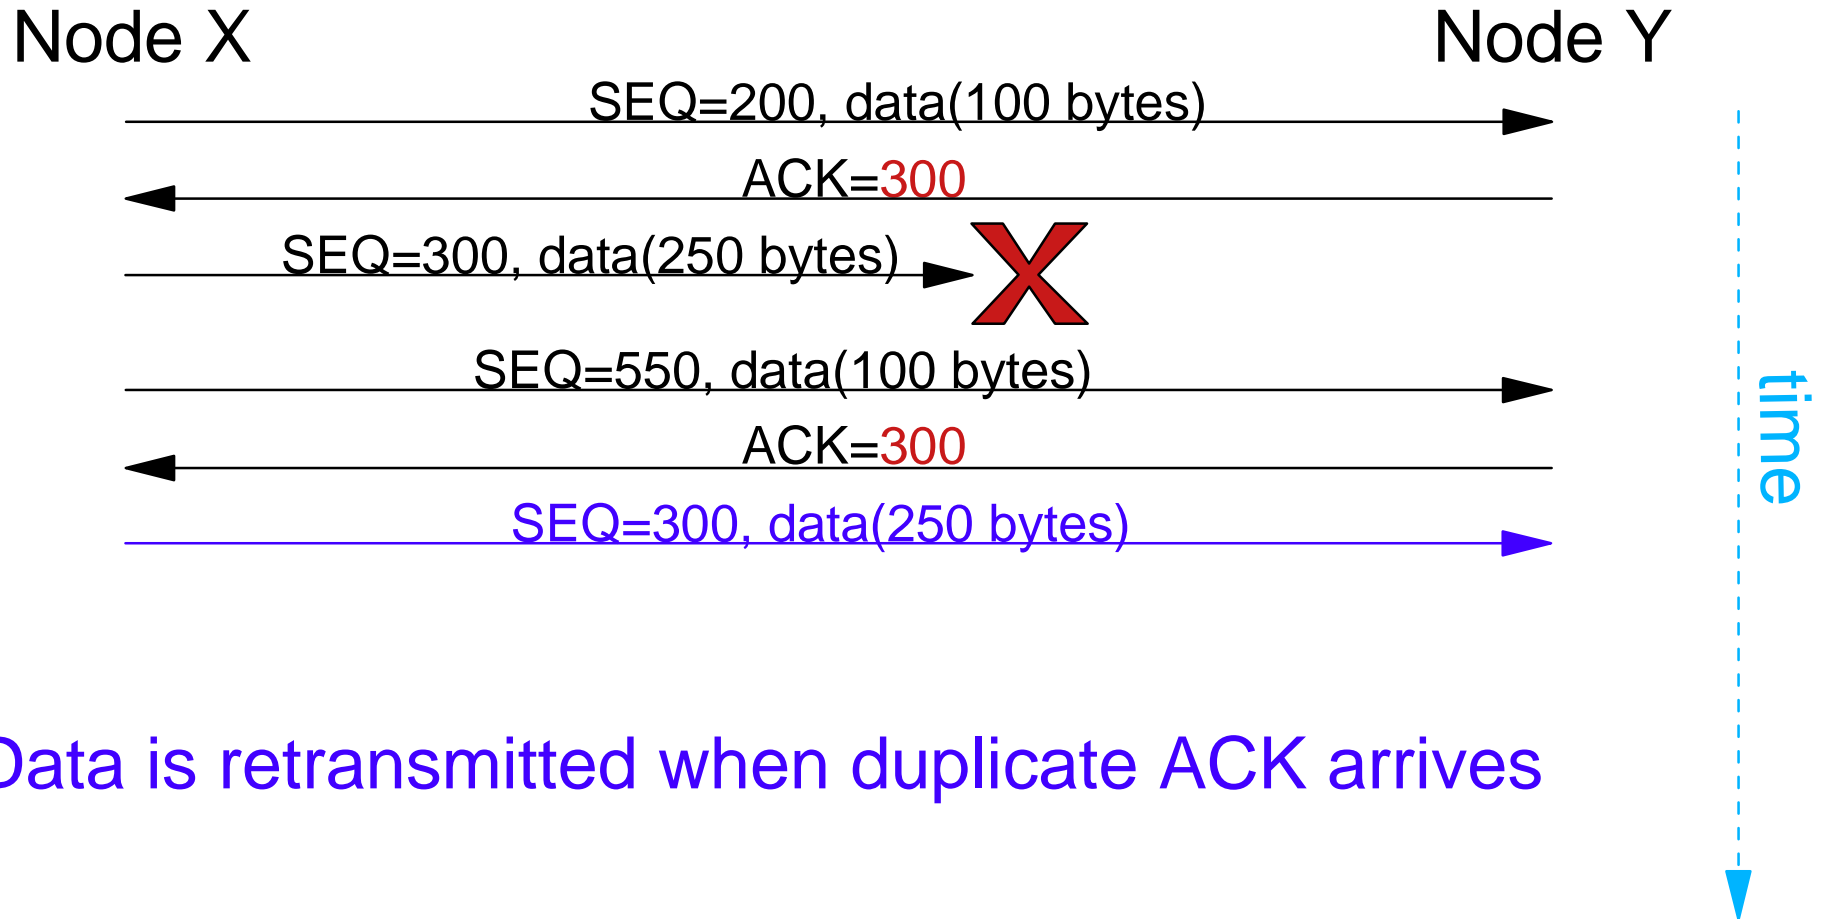 Node X
Node Y
SEQ=200, data(100 bytes)
ACK=300
SEQ=300, data(250 bytes)
X
SEQ=550, data(100 bytes)
ACK=300
SEQ=300, data(250 bytes)
time
Data is retransmitted when duplicate ACK arrives